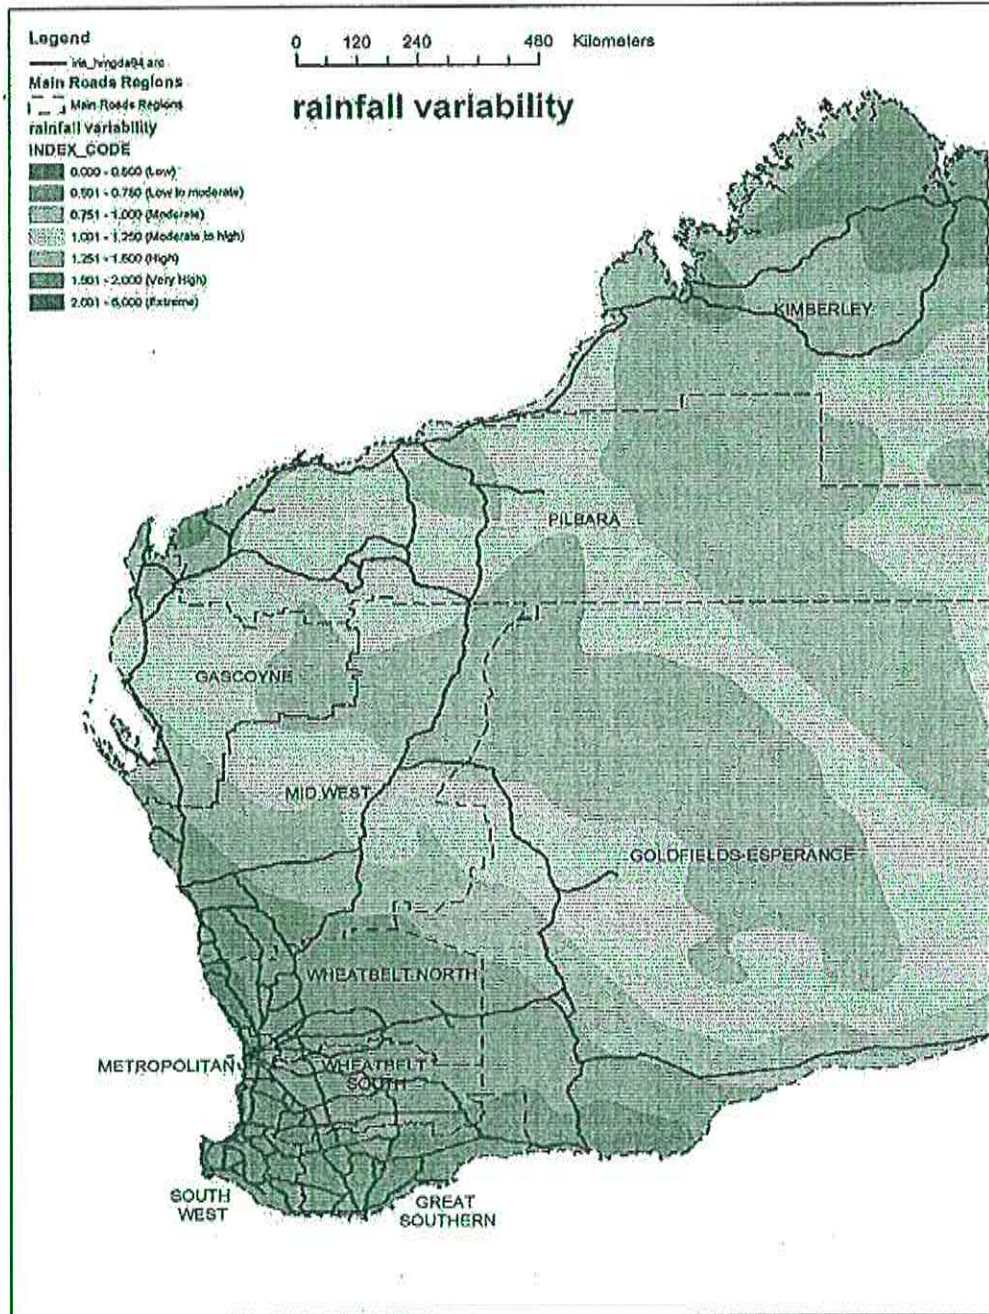 Legend
0 120 240 480 Kilometers
Main Roads Regions
Main Roads Regions
rainfall variability
rainfall variability
INDEX_CODE
0.000 - 0.500 (Low)
0.501 - 0.750 (Low to moderate)
0.751 - 1.000 (Moderate)
1.001 - 1.250 (Moderate to high)
1.251 - 1.500 (High)
1.501 - 2.000 (Very High)
2.001 - 5.000 (Extreme)
KIMBERLEY
PILBARA
GASCOYNE
MID WEST
GOLDFIELDS-ESPERANCE
WHEATBELT NORTH
METROPOLITAN
WHEATBELT
SOUTH
SOUTH
WEST
GREAT
SOUTHERN